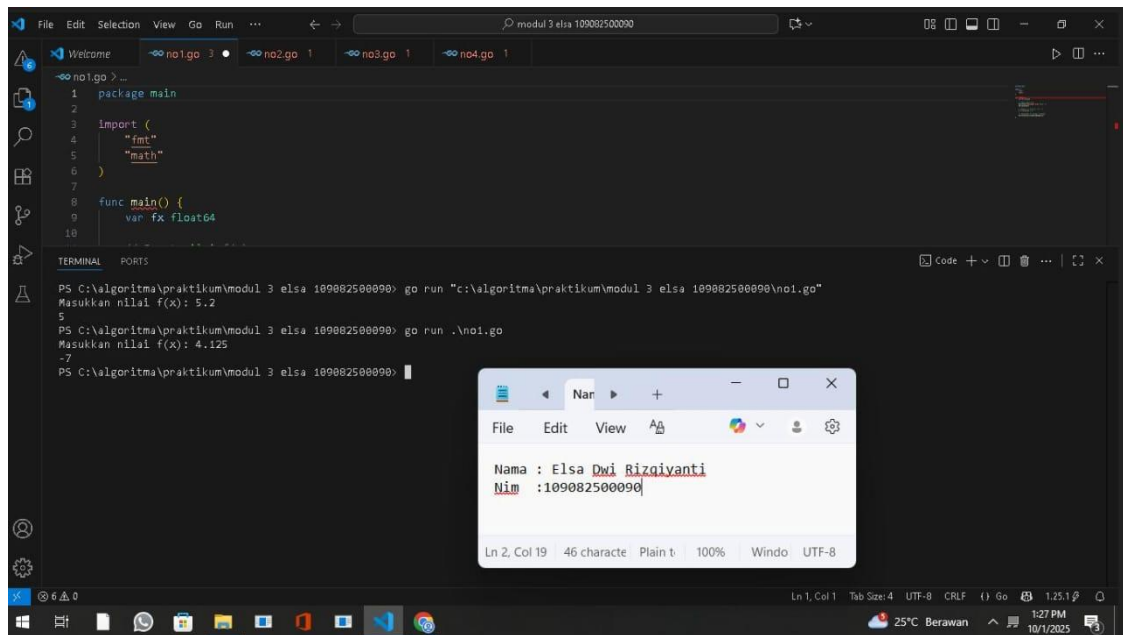 File Edit Selection View Go Run ... modul 3 elsa 109082500090
Welcome no1.go 3 no2.go 1 no3.go 1 no4.go 1
no1.go > ...
1 package main
2
3 import (
4 "fmt"
5 "math"
6 )
7
8 func main() {
9 var fx float64
10
TERMINAL PORTS
Code
PS C:\algoritma\praktikum\modul 3 elsa 109082500090> go run "c:\algoritma\praktikum\modul 3 elsa 109082500090\no1.go"
Masukkan nilai f(x): 5.2
5
PS C:\algoritma\praktikum\modul 3 elsa 109082500090> go run .\no1.go
Masukkan nilai f(x): 4.125
-7
PS C:\algoritma\praktikum\modul 3 elsa 109082500090>
Nan
File Edit View
Nama : Elsa Dwi Rizqiyanti
Nim :109082500090
Ln 2, Col 19 46 characte Plain t 100% Windo UTF-8
6 0 Ln 1, Col 1 Tab Size: 4 UTF-8 CRLF {} Go 1.25.1
25°C Berawan 1:27 PM
10/1/2025